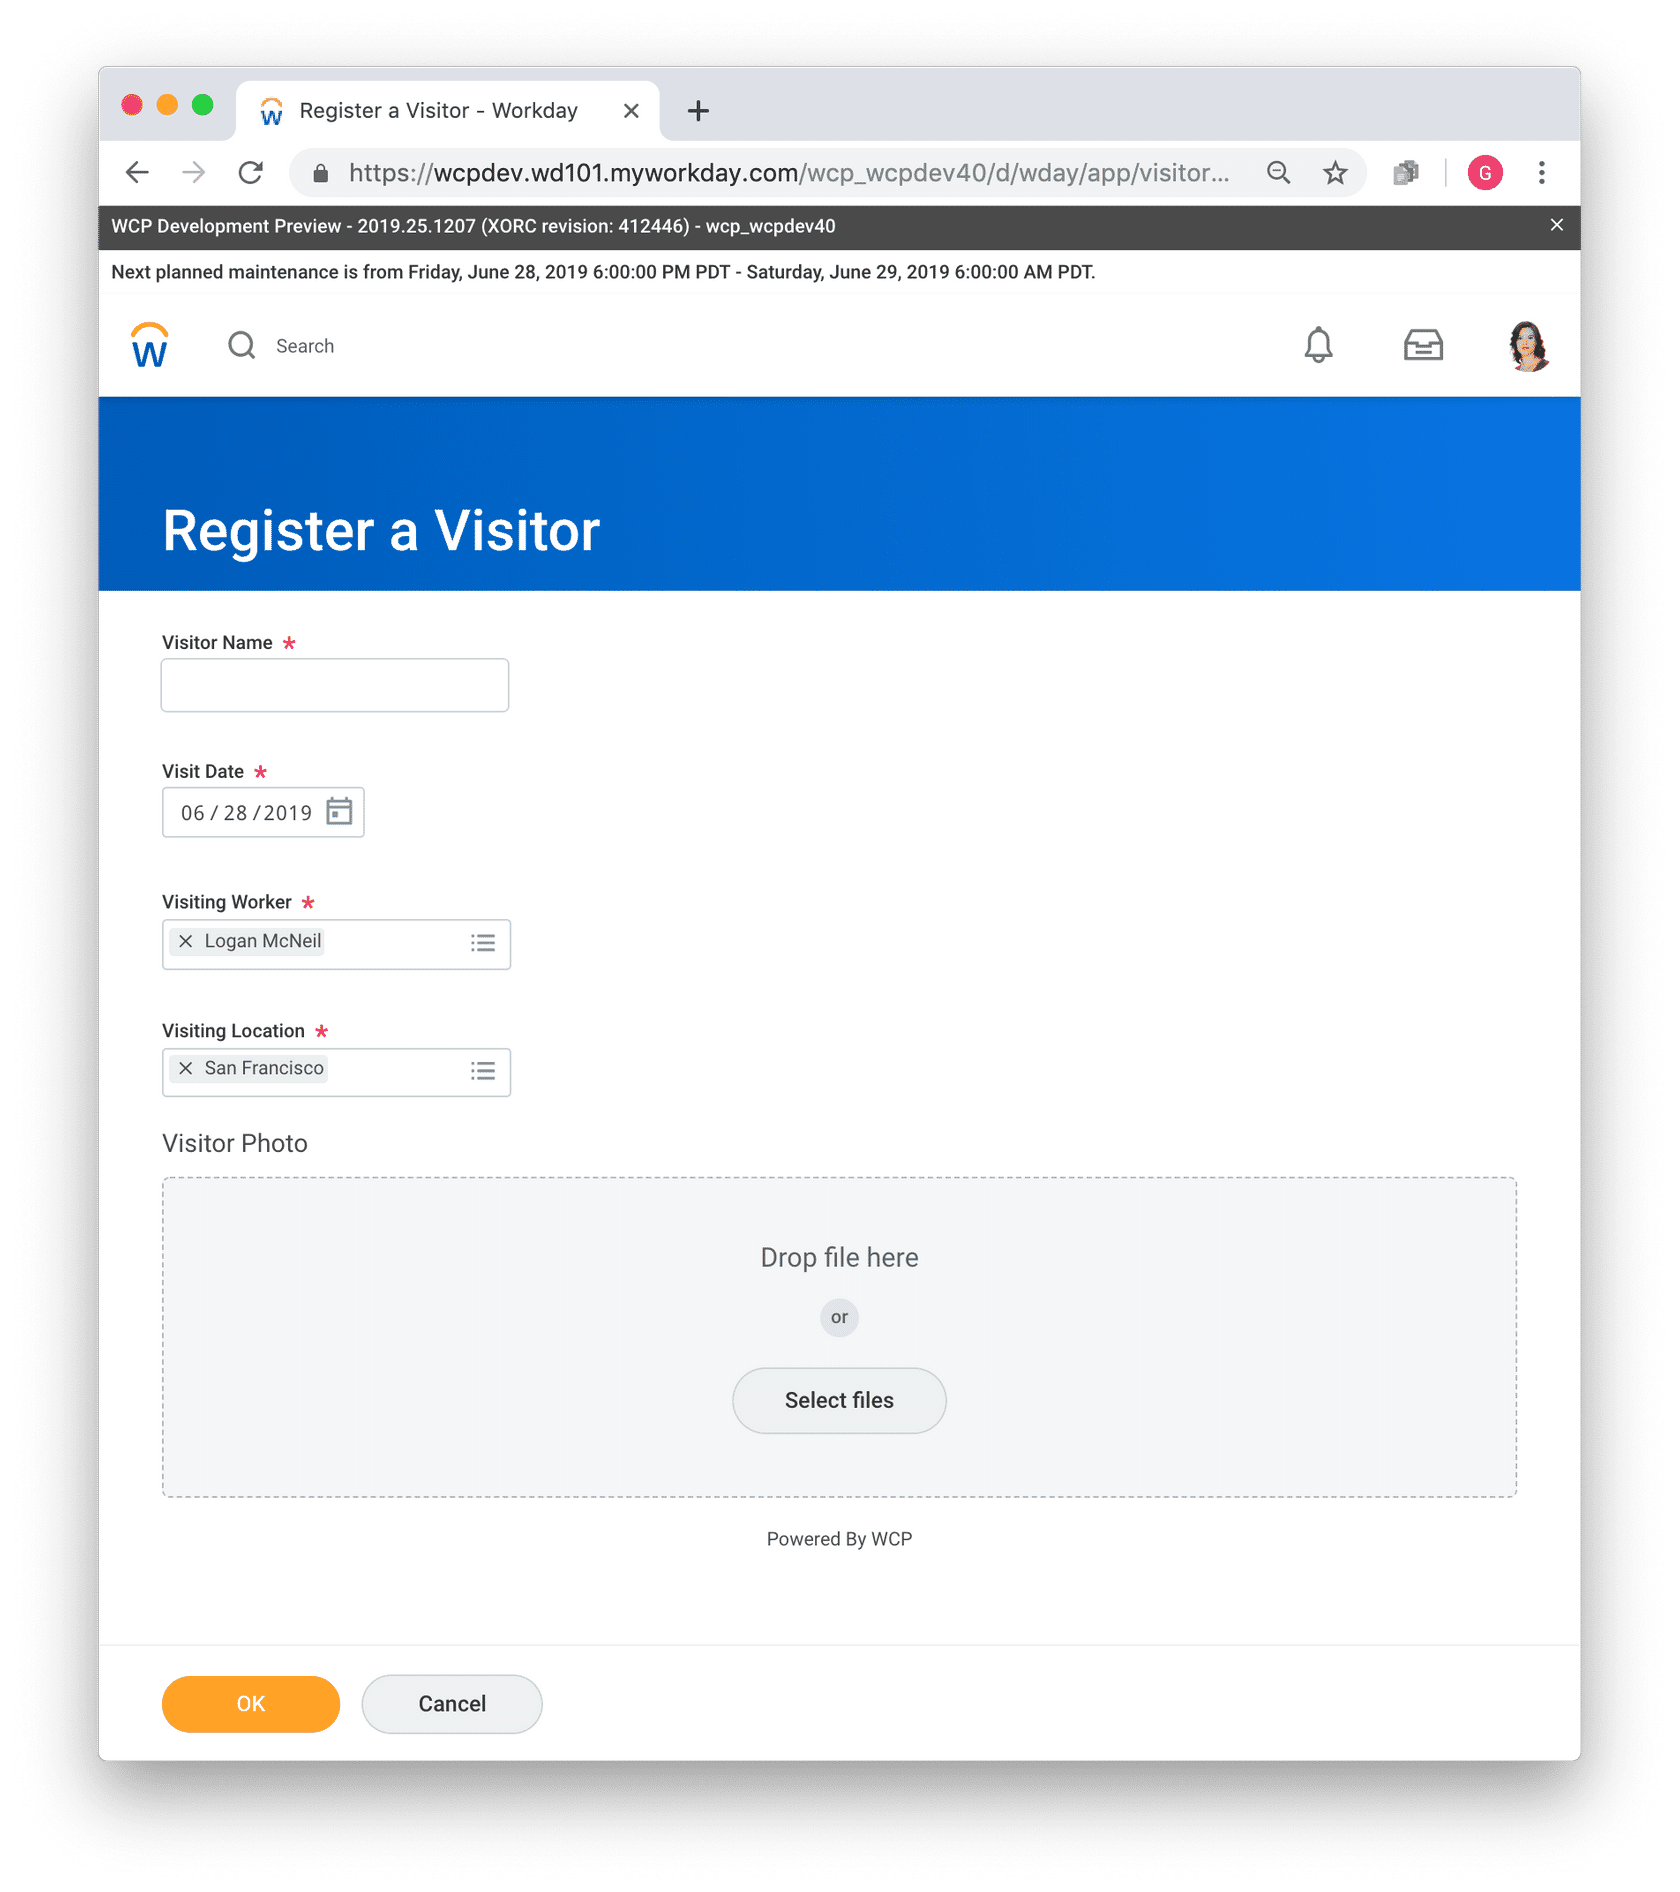 Register a Visitor - Workday
https://wcpdev.wd101.myworkday.com/wcp_wcpdev40/d/wday/app/visitor...
G
WCP Development Preview - 2019.25.1207 (XORC revision: 412446) - wcp_wcpdev40
Next planned maintenance is from Friday, June 28, 2019 6:00:00 PM PDT - Saturday, June 29, 2019 6:00:00 AM PDT.
W
Search
Register a Visitor
Visitor Name *
Visit Date *
06 / 28 / 2019
Visiting Worker *
Logan McNeil
Visiting Location *
San Francisco
Visitor Photo
Drop file here
or
Select files
Powered By WCP
OK
Cancel